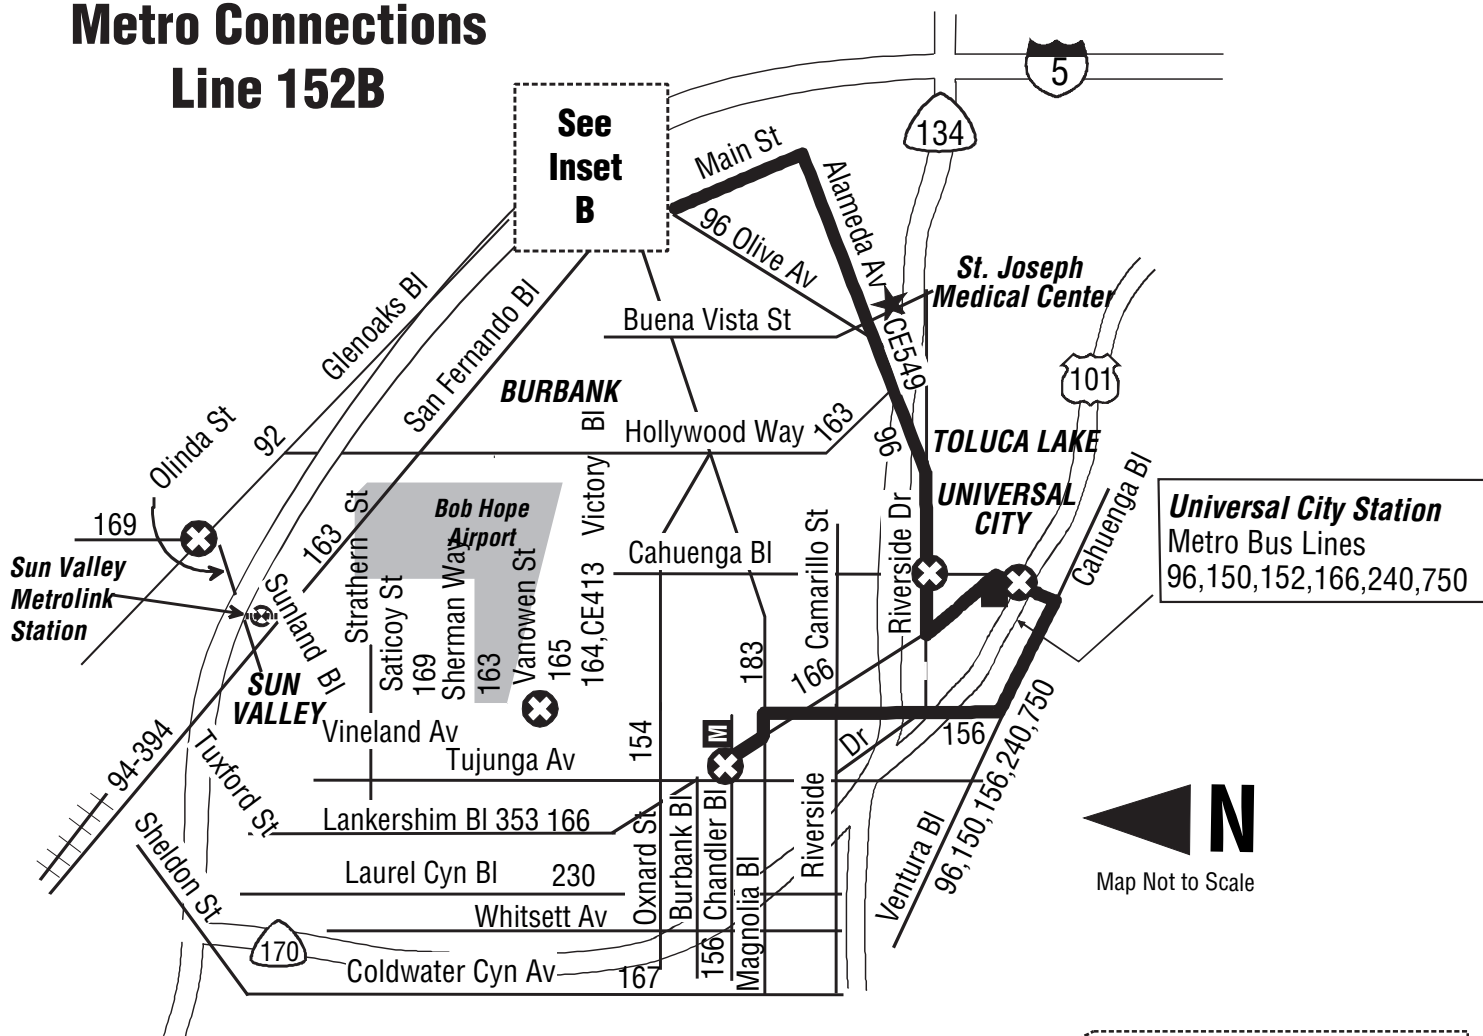 Metro Connections
Line 152B
5
134
See
Inset
B
Main St
Alameda Av
96 Olive Av
St. Joseph
Medical Center
Buena Vista St
CE549
Glenoaks Bl
San Fernando Bl
101
BURBANK
Hollywood Way
163
96
TOLUCA LAKE
Olinda St
92
169
163
Bob Hope
Airport
Victory Bl
UNIVERSAL
CITY
Cahuenga Bl
Universal City Station
Metro Bus Lines
96,150,152,166,240,750
Cahuenga Bl
Riverside Dr
Camarillo St
Sun Valley
Metrolink
Station
Sunland Bl
Strathern St
Saticoy St
169
Sherman Way
163
Vanowen St
165
164,CE413
183
166
SUN
VALLEY
Vineland Av
154
M
156
Dr
Riverside
96,150,156,240,750
Ventura Bl
94-394
Tuxford St
Tujunga Av
Lankershim Bl 353 166
Sheldon St
Laurel Cyn Bl 230
Oxnard St
Burbank Bl
Chandler Bl
156
Magnolia Bl
Whitsett Av
170
Coldwater Cyn Av
167
N
Map Not to Scale